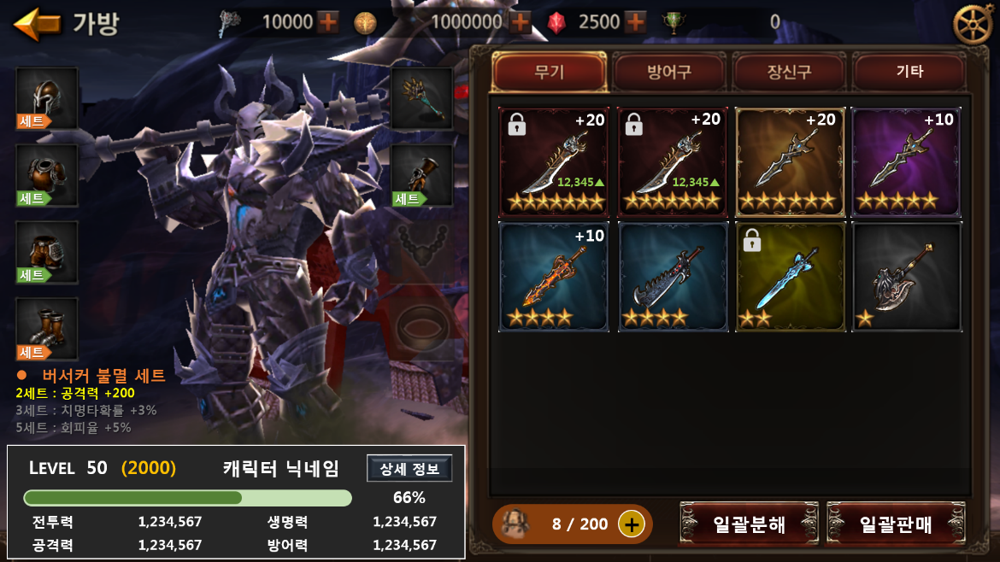 가방 10000 1000000 2500 0
무기 방어구 장신구 기타
세트
세트
세트
세트
세트
+20 +20 +20 +10
12,345 12,345
+10
버서커 불멸 세트
2세트 : 공격력 +200
3세트 : 치명타확률 +3%
5세트 : 회피율 +5%
LEVEL 50 (2000) 캐릭터 닉네임 상세 정보
66%
전투력 1,234,567 생명력 1,234,567
공격력 1,234,567 방어력 1,234,567
8 / 200 일괄분해 일괄판매